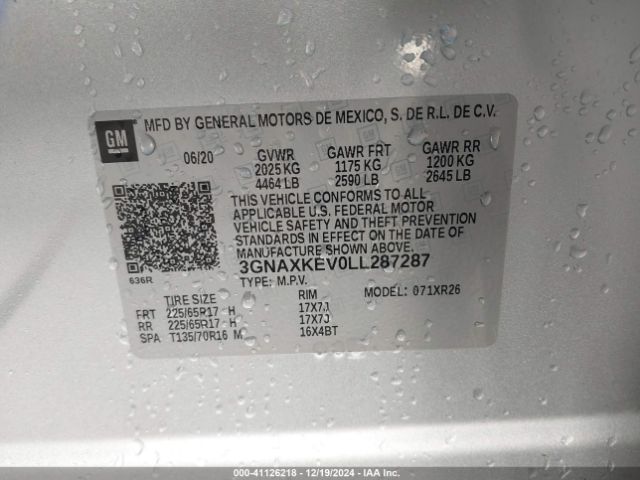 GM
MFD BY GENERAL MOTORS DE MEXICO, S. DE R.L. DE C.V.
06/20 GVWR GAWR FRT GAWR RR
2025 KG 1175 KG 1200 KG
4464 LB 2590 LB 2645 LB
THIS VEHICLE CONFORMS TO ALL
APPLICABLE U.S. FEDERAL MOTOR
VEHICLE SAFETY AND THEFT PREVENTION
STANDARDS IN EFFECT ON THE DATE OF
MANUFACTURE SHOWN ABOVE.
636R 3GNAXKEV0LL287287
TYPE: M.P.V. MODEL: 071XR26
TIRE SIZE RIM
FRT 225/65R17 H 17X7J
RR 225/65R17 H 17X7J
SPA T135/70R16 M 16X4BT
000-41126218 - 12/19/2024 - IAA Inc.